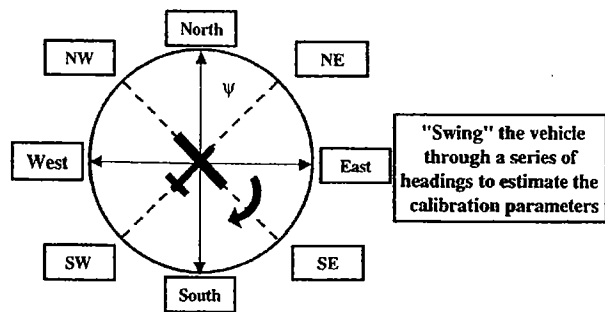 North
NW
NE
ψ
West
East
"Swing" the vehicle
through a series of
headings to estimate the
calibration parameters
SW
SE
South